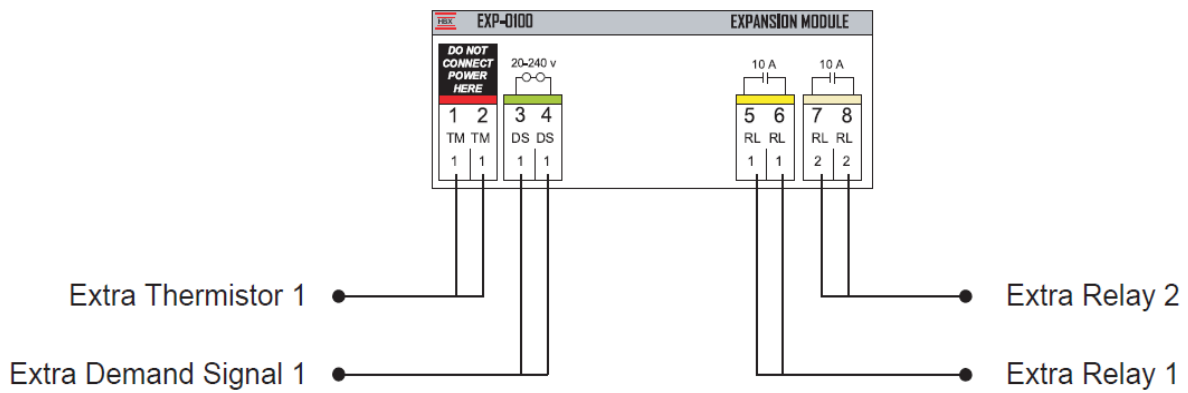 HBX EXP-0100 EXPANSION MODULE
DO NOT
CONNECT
POWER
HERE
20-240 v
10 A 10 A
1 2 3 4 5 6 7 8
TM TM DS DS RL RL RL RL
1 1 1 1 1 1 2 2
Extra Thermistor 1 Extra Relay 2
Extra Demand Signal 1 Extra Relay 1